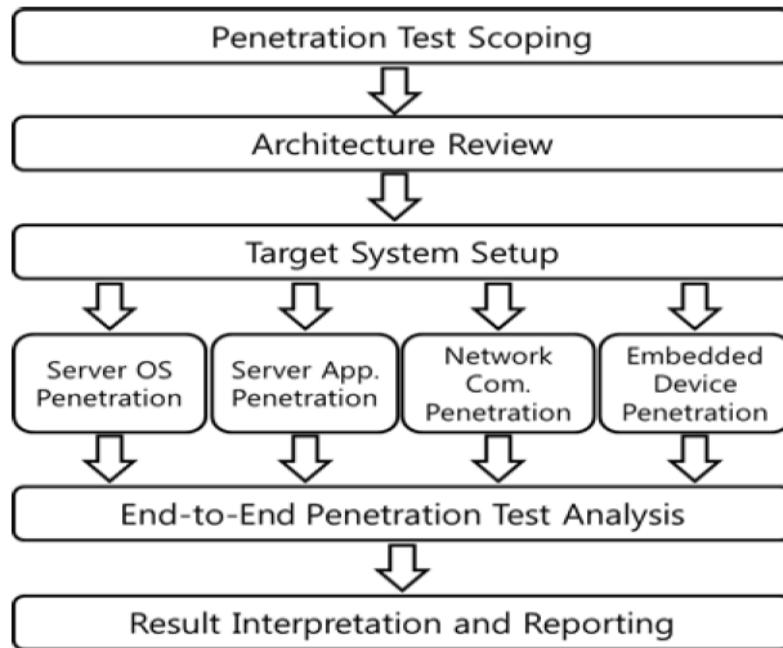 Penetration Test Scoping
Architecture Review
Target System Setup
Server OS
Penetration
Server App.
Penetration
Network
Com.
Penetration
Embedded
Device
Penetration
End-to-End Penetration Test Analysis
Result Interpretation and Reporting